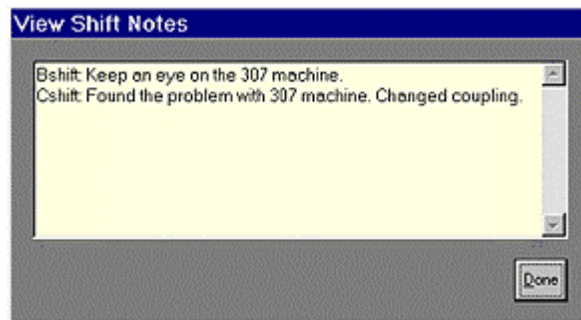 View Shift Notes
Bshift: Keep an eye on the 307 machine.
Cshift: Found the problem with 307 machine. Changed coupling.
Done